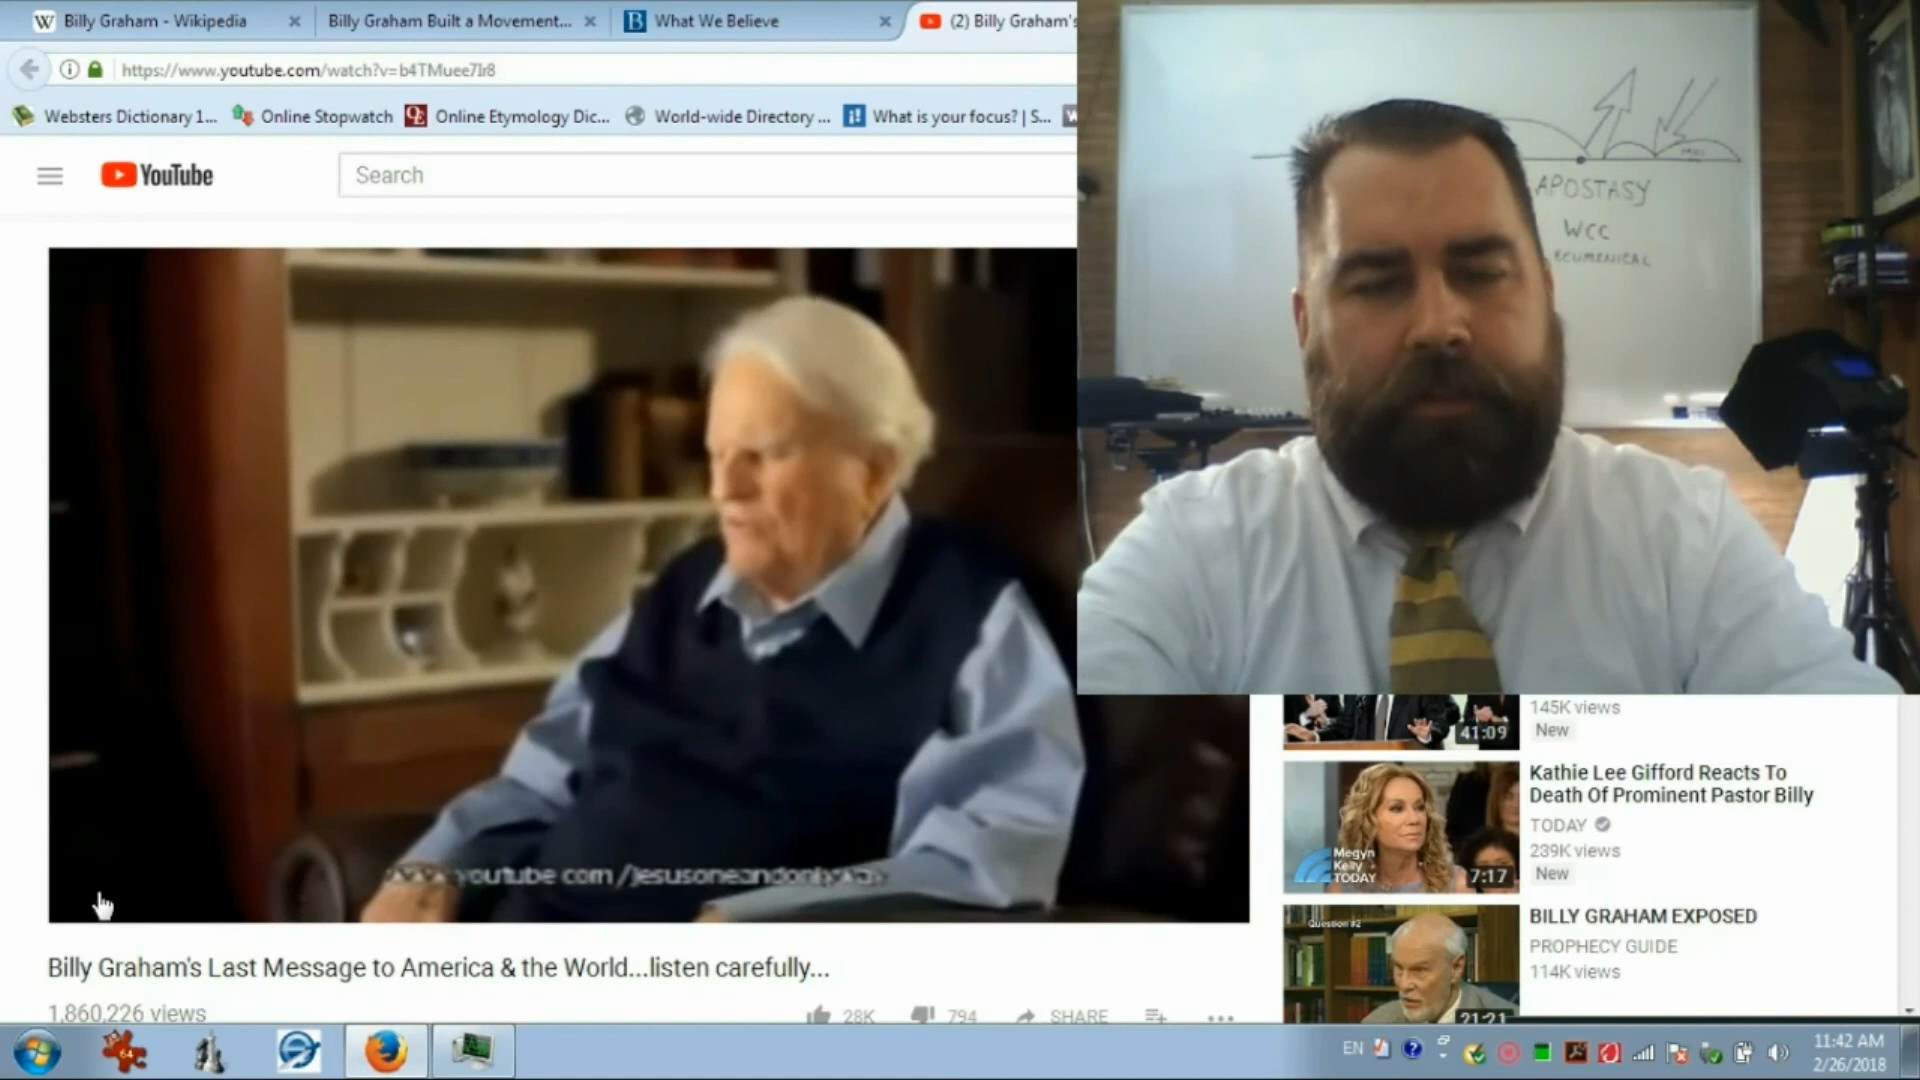 Billy Graham - Wikipedia
Billy Graham Built a Movement...
What We Believe
(2) Billy Graham's
https://www.youtube.com/watch?v=b4TMuee7Ir8
Websters Dictionary 1...
Online Stopwatch
Online Etymology Dic...
World-wide Directory ...
What is your focus? | S...
YouTube
Search
APOSTASY
WCC
ECUMENICAL
youtube com /jesusoneandonlyway
Billy Graham's Last Message to America & the World...listen carefully...
1,860,226 views
28K
794
SHARE
41:09
145K views
New
Megyn
Kelly
TODAY
7:17
Kathie Lee Gifford Reacts To
Death Of Prominent Pastor Billy
TODAY
239K views
New
Question #2
21:21
BILLY GRAHAM EXPOSED
PROPHECY GUIDE
114K views
64
EN
11:42 AM
2/26/2018